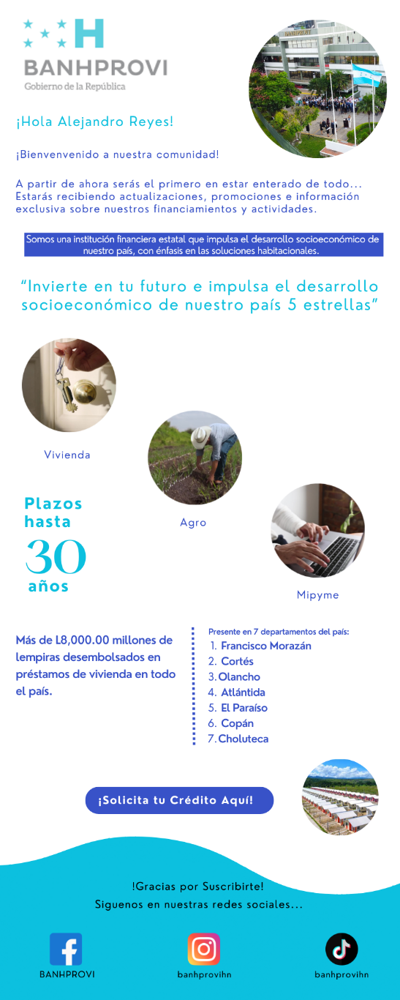 H
BANHPROVI
Gobierno de la República
BANHPROVI
¡Hola Alejandro Reyes!
¡Bienvenvenido a nuestra comunidad!
A partir de ahora serás el primero en estar enterado de todo...
Estarás recibiendo actualizaciones, promociones e información
exclusiva sobre nuestros financiamientos y actividades.
Somos una institución financiera estatal que impulsa el desarrollo socioeconómico de
nuestro país, con énfasis en las soluciones habitacionales.
“Invierte en tu futuro e impulsa el desarrollo
socioeconómico de nuestro país 5 estrellas”
Vivienda
Agro
Mipyme
Plazos
hasta
30
años
Más de L8,000.00 millones de
lempiras desembolsados en
préstamos de vivienda en todo
el país.
Presente en 7 departamentos del país:
1. Francisco Morazán
2. Cortés
3. Olancho
4. Atlántida
5. El Paraíso
6. Copán
7. Choluteca
¡Solicita tu Crédito Aquí!
!Gracias por Suscribirte!
Siguenos en nuestras redes sociales...
BANHPROVI
banhprovihn
banhprovihn